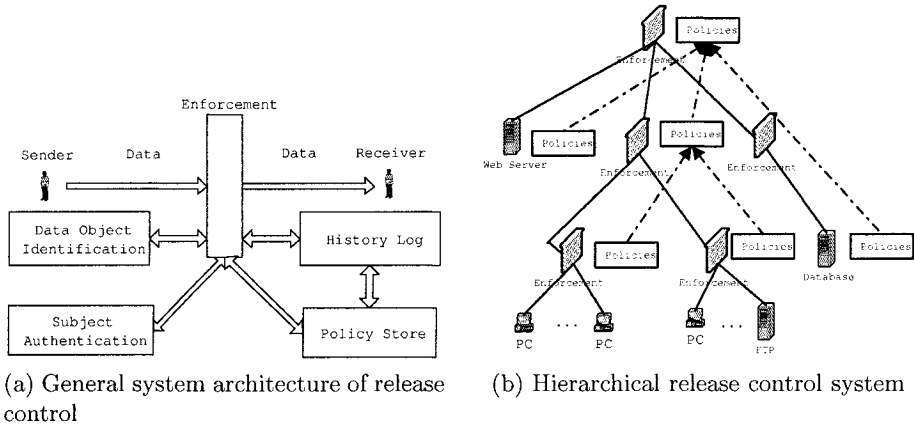 Enforcement
Sender
Data
Data
Receiver
Data Object
Identification
History Log
Subject
Authentication
Policy Store
(a) General system architecture of release
control
Policies
Enforcement
Web Server
Policies
Enforcement
Policies
Enforcement
Enforcement
Policies
Enforcement
Policies
Database
Policies
PC
...
PC
PC
...
FTP
(b) Hierarchical release control system